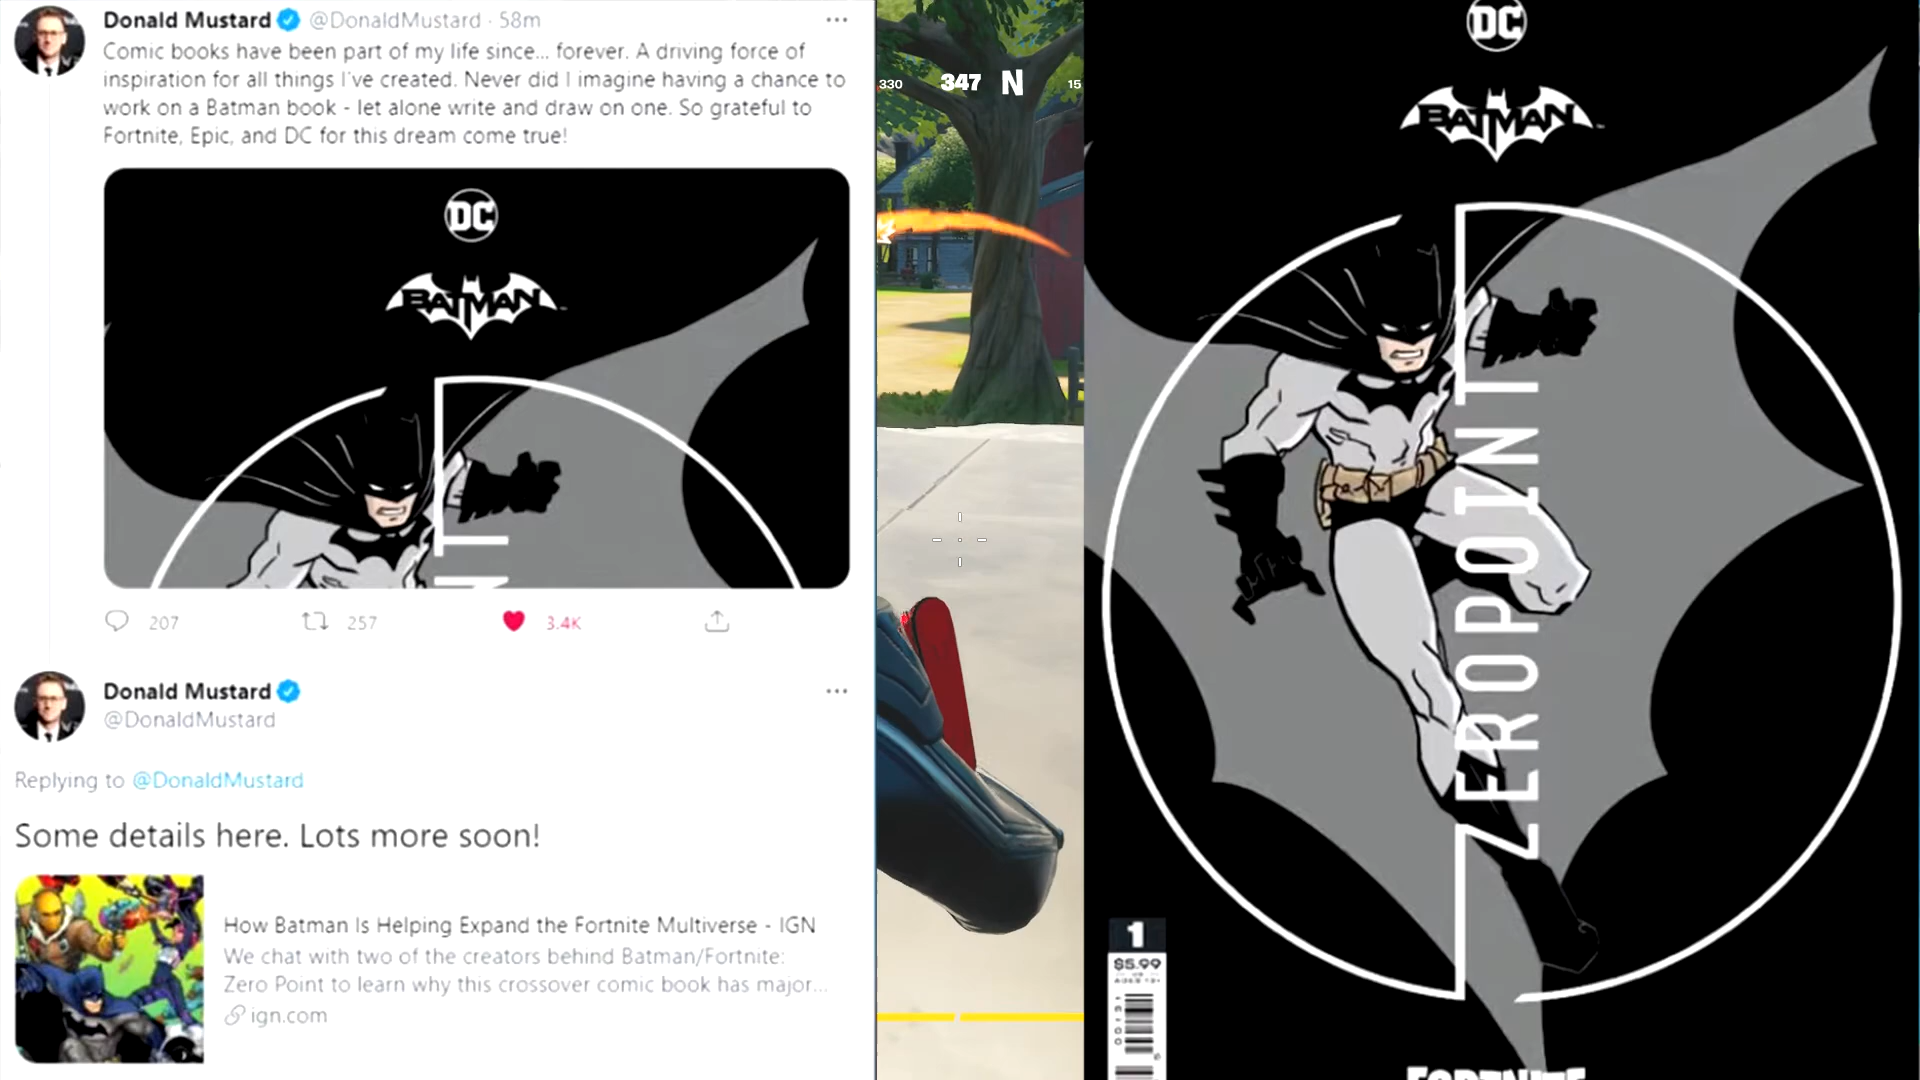 Donald Mustard @DonaldMustard · 58m
Comic books have been part of my life since... forever. A driving force of
inspiration for all things I've created. Never did I imagine having a chance to
work on a Batman book - let alone write and draw on one. So grateful to
Fortnite, Epic, and DC for this dream come true!
DC
BATMAN
NT
207 257 3.4K
Donald Mustard
@DonaldMustard
Replying to @DonaldMustard
Some details here. Lots more soon!
How Batman Is Helping Expand the Fortnite Multiverse - IGN
We chat with two of the creators behind Batman/Fortnite:
Zero Point to learn why this crossover comic book has major...
ign.com
330 347 N 15
DC
BATMAN
ZEROPOINT
1
$5.99
00131
FORTNITE